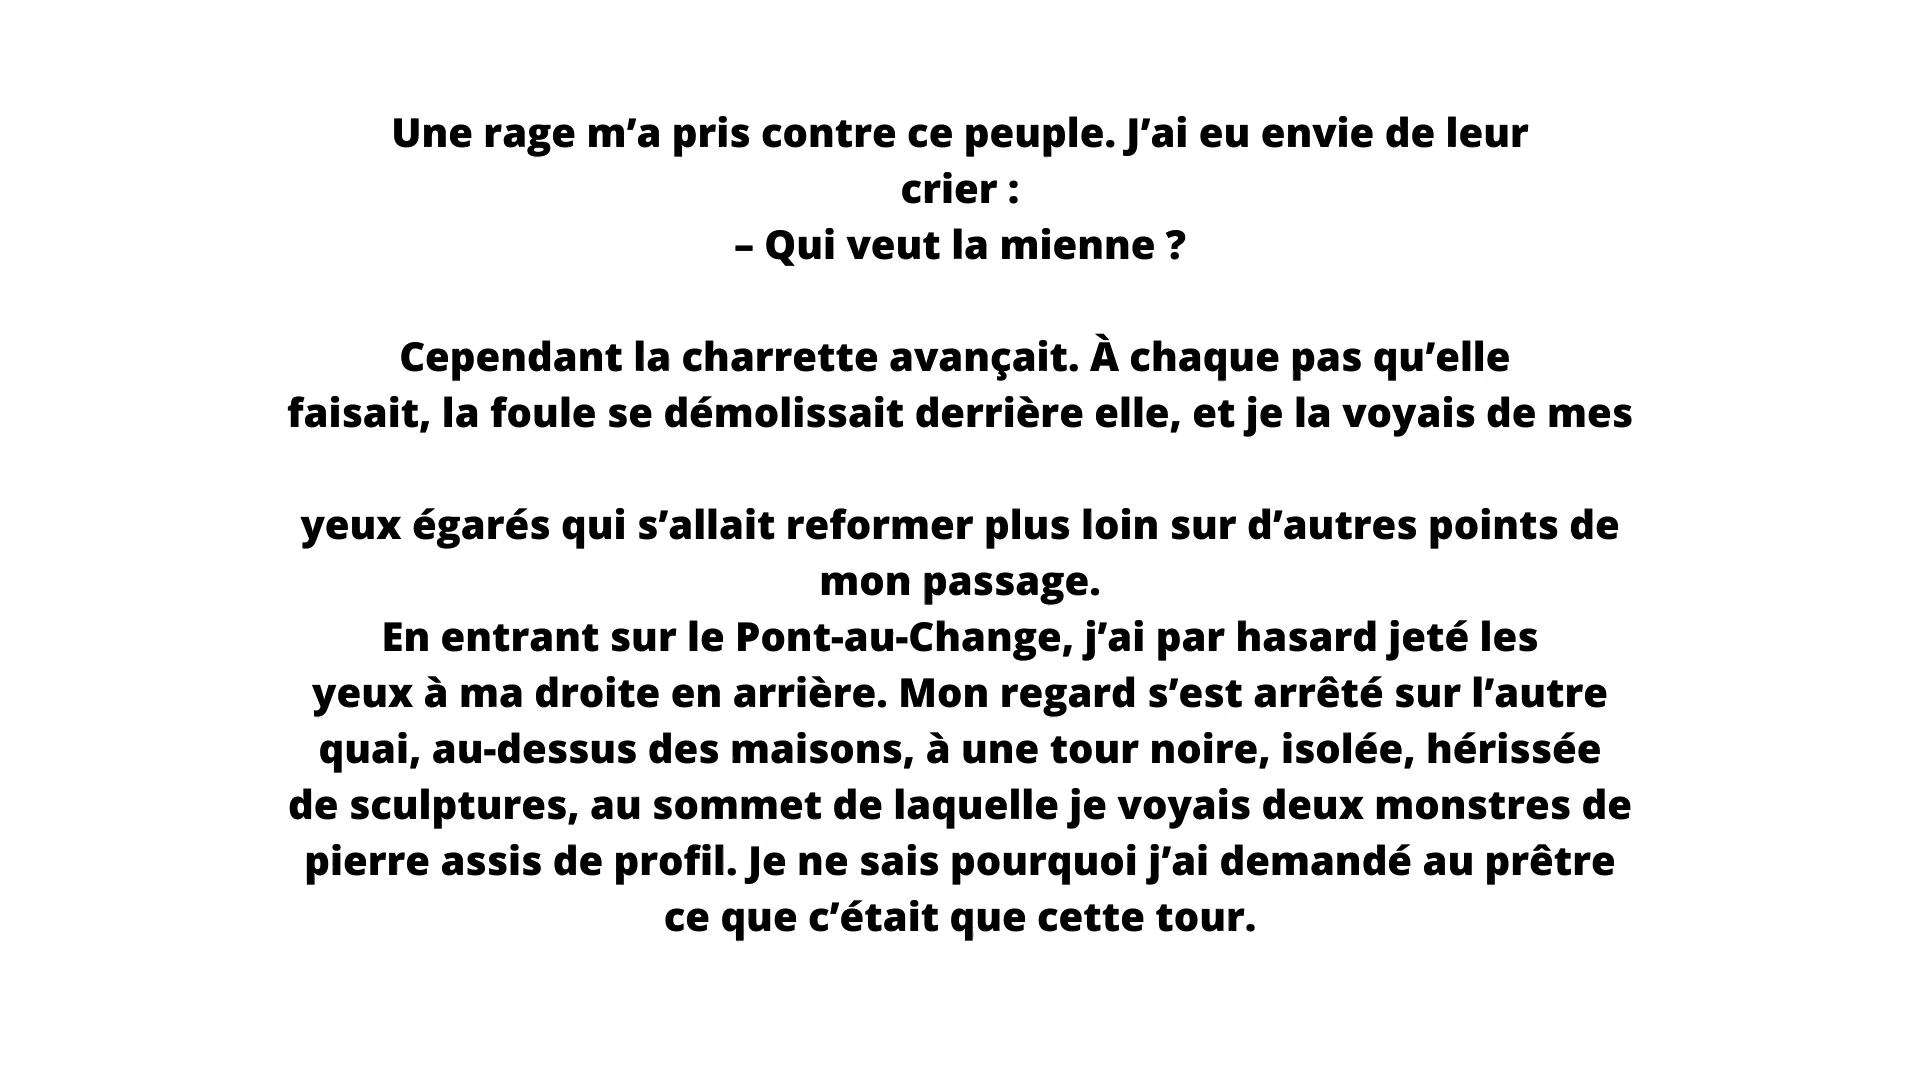 Une rage m’a pris contre ce peuple. J’ai eu envie de leur
crier :
– Qui veut la mienne ?
Cependant la charrette avançait. À chaque pas qu’elle
faisait, la foule se démolissait derrière elle, et je la voyais de mes
yeux égarés qui s’allait reformer plus loin sur d’autres points de
mon passage.
En entrant sur le Pont-au-Change, j’ai par hasard jeté les
yeux à ma droite en arrière. Mon regard s’est arrêté sur l’autre
quai, au-dessus des maisons, à une tour noire, isolée, hérissée
de sculptures, au sommet de laquelle je voyais deux monstres de
pierre assis de profil. Je ne sais pourquoi j’ai demandé au prêtre
ce que c’était que cette tour.